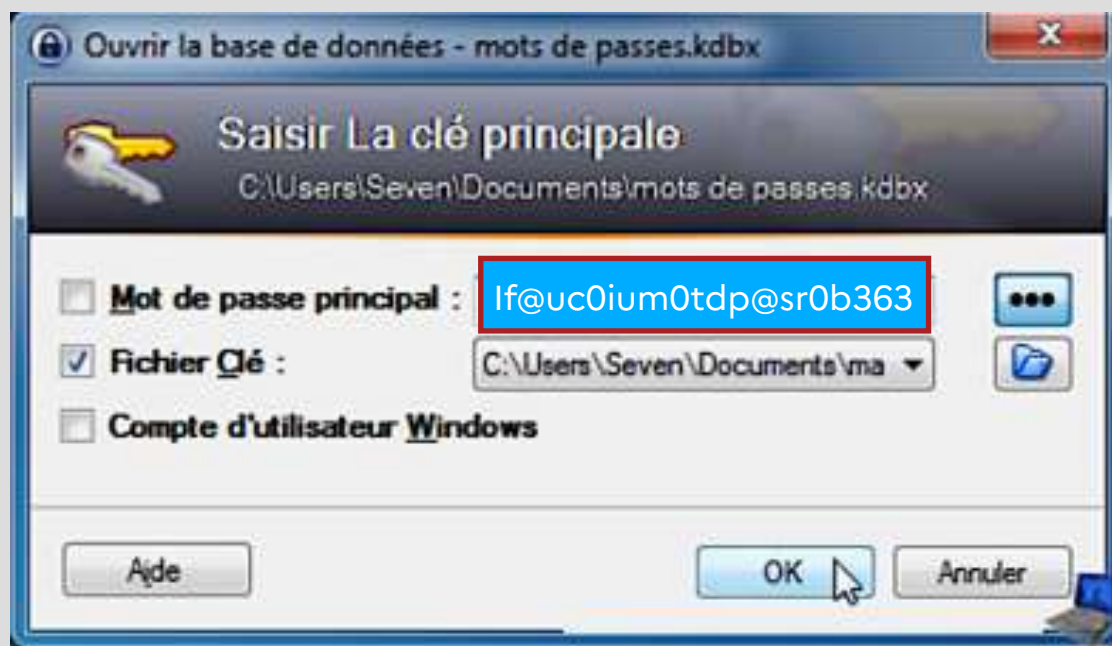 Ouvrir la base de données - mots de passes.kdbx
Saisir La clé principale
C:\Users\Seven\Documents\mots de passes.kdbx
Mot de passe principal :
If@uc0ium0tdp@sr0b363
Fichier Clé :
C:\Users\Seven\Documents\ma
Compte d'utilisateur Windows
Aide
OK
Annuler